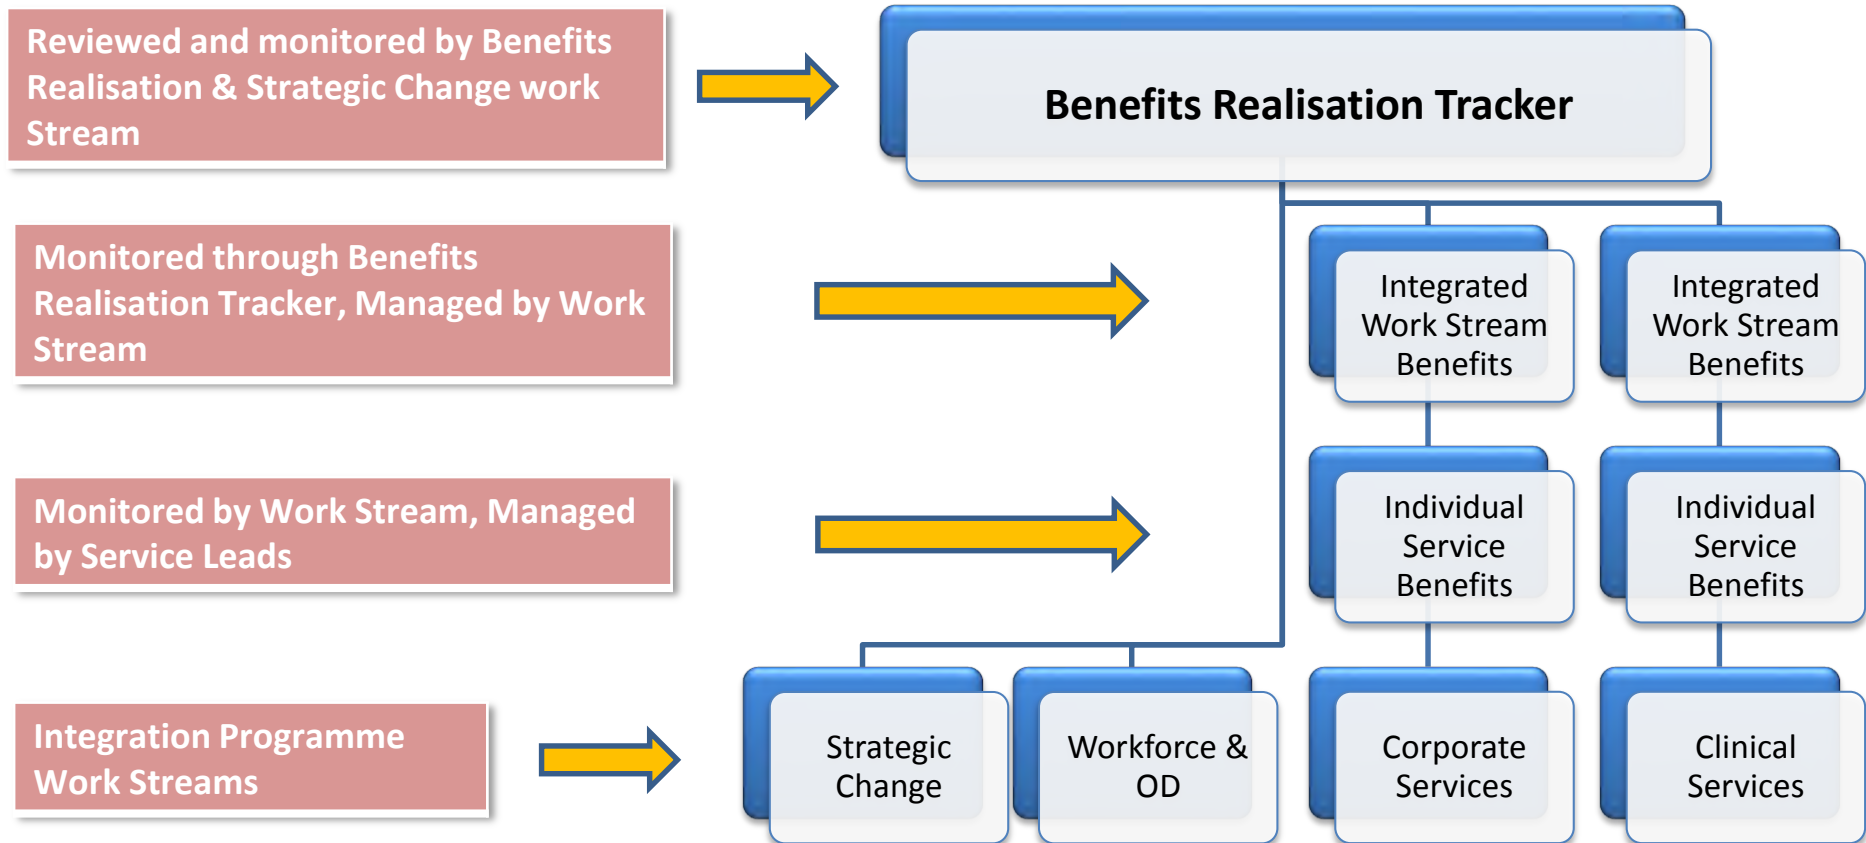 Reviewed and monitored by Benefits
Realisation & Strategic Change work
Stream
Benefits Realisation Tracker
Monitored through Benefits
Realisation Tracker, Managed by Work
Stream
Integrated
Work Stream
Benefits
Integrated
Work Stream
Benefits
Monitored by Work Stream, Managed
by Service Leads
Individual
Service
Benefits
Individual
Service
Benefits
Integration Programme
Work Streams
Strategic
Change
Workforce &
OD
Corporate
Services
Clinical
Services